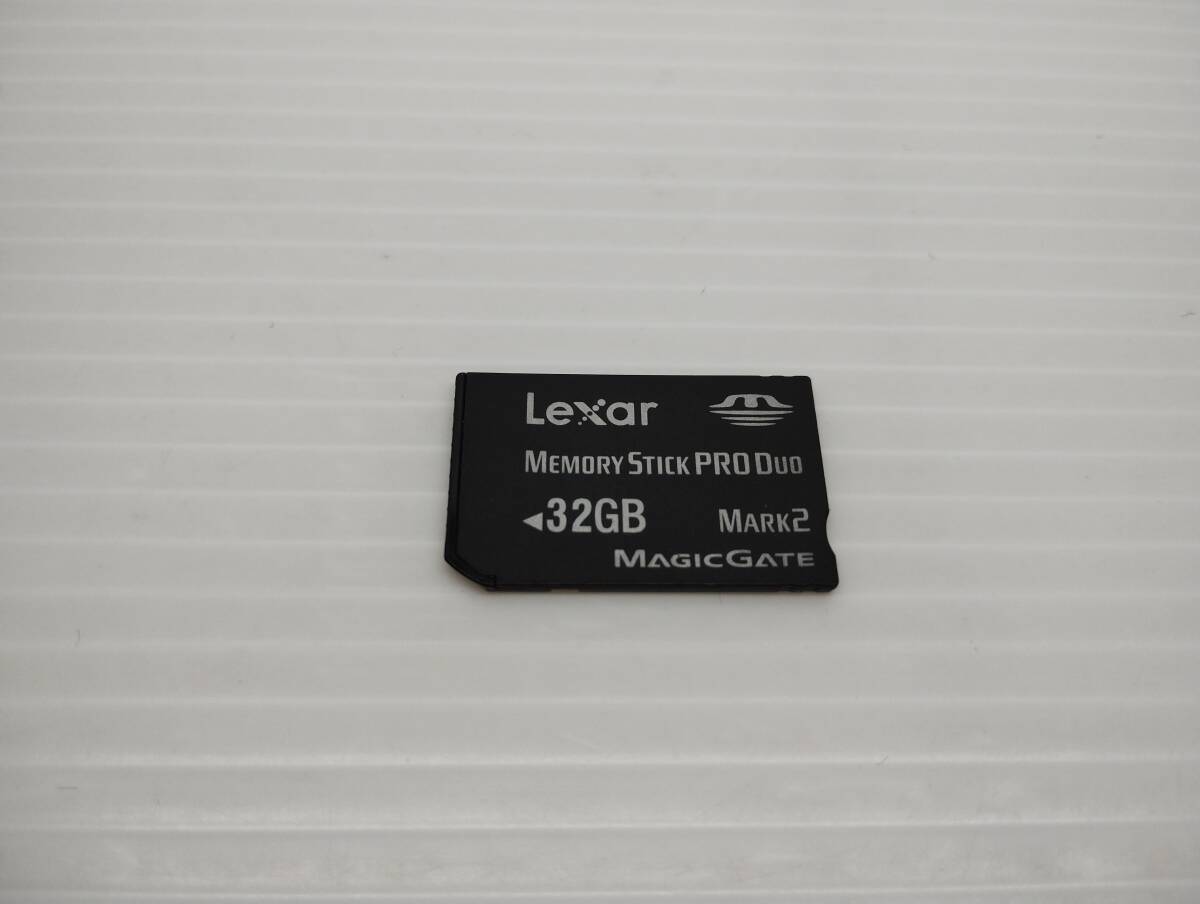 Lexar
MEMORY STICK PRO DUO
◄32GB MARK2
MAGICGATE